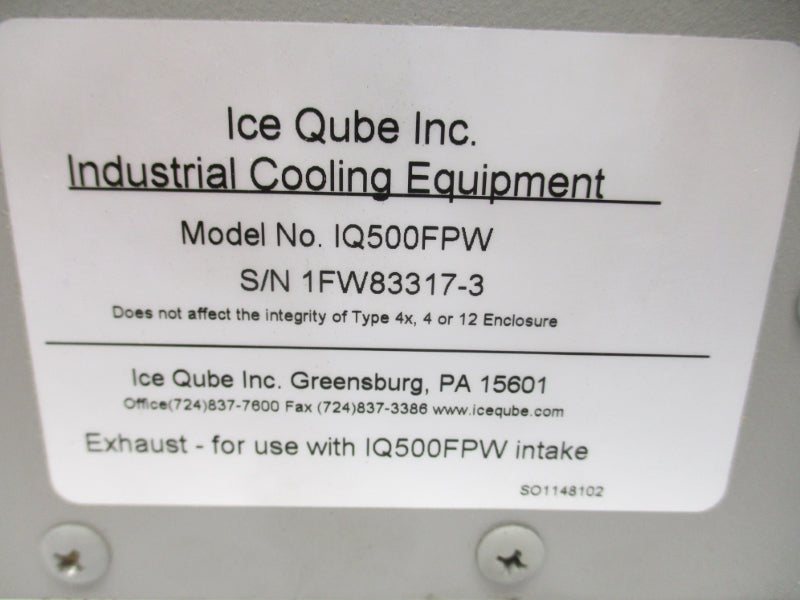 Ice Qube Inc.
Industrial Cooling Equipment
Model No. IQ500FPW
S/N 1FW83317-3
Does not affect the integrity of Type 4x, 4 or 12 Enclosure
Ice Qube Inc. Greensburg, PA 15601
Office(724)837-7600 Fax (724)837-3386 www.iceqube.com
Exhaust - for use with IQ500FPW intake
SO1148102